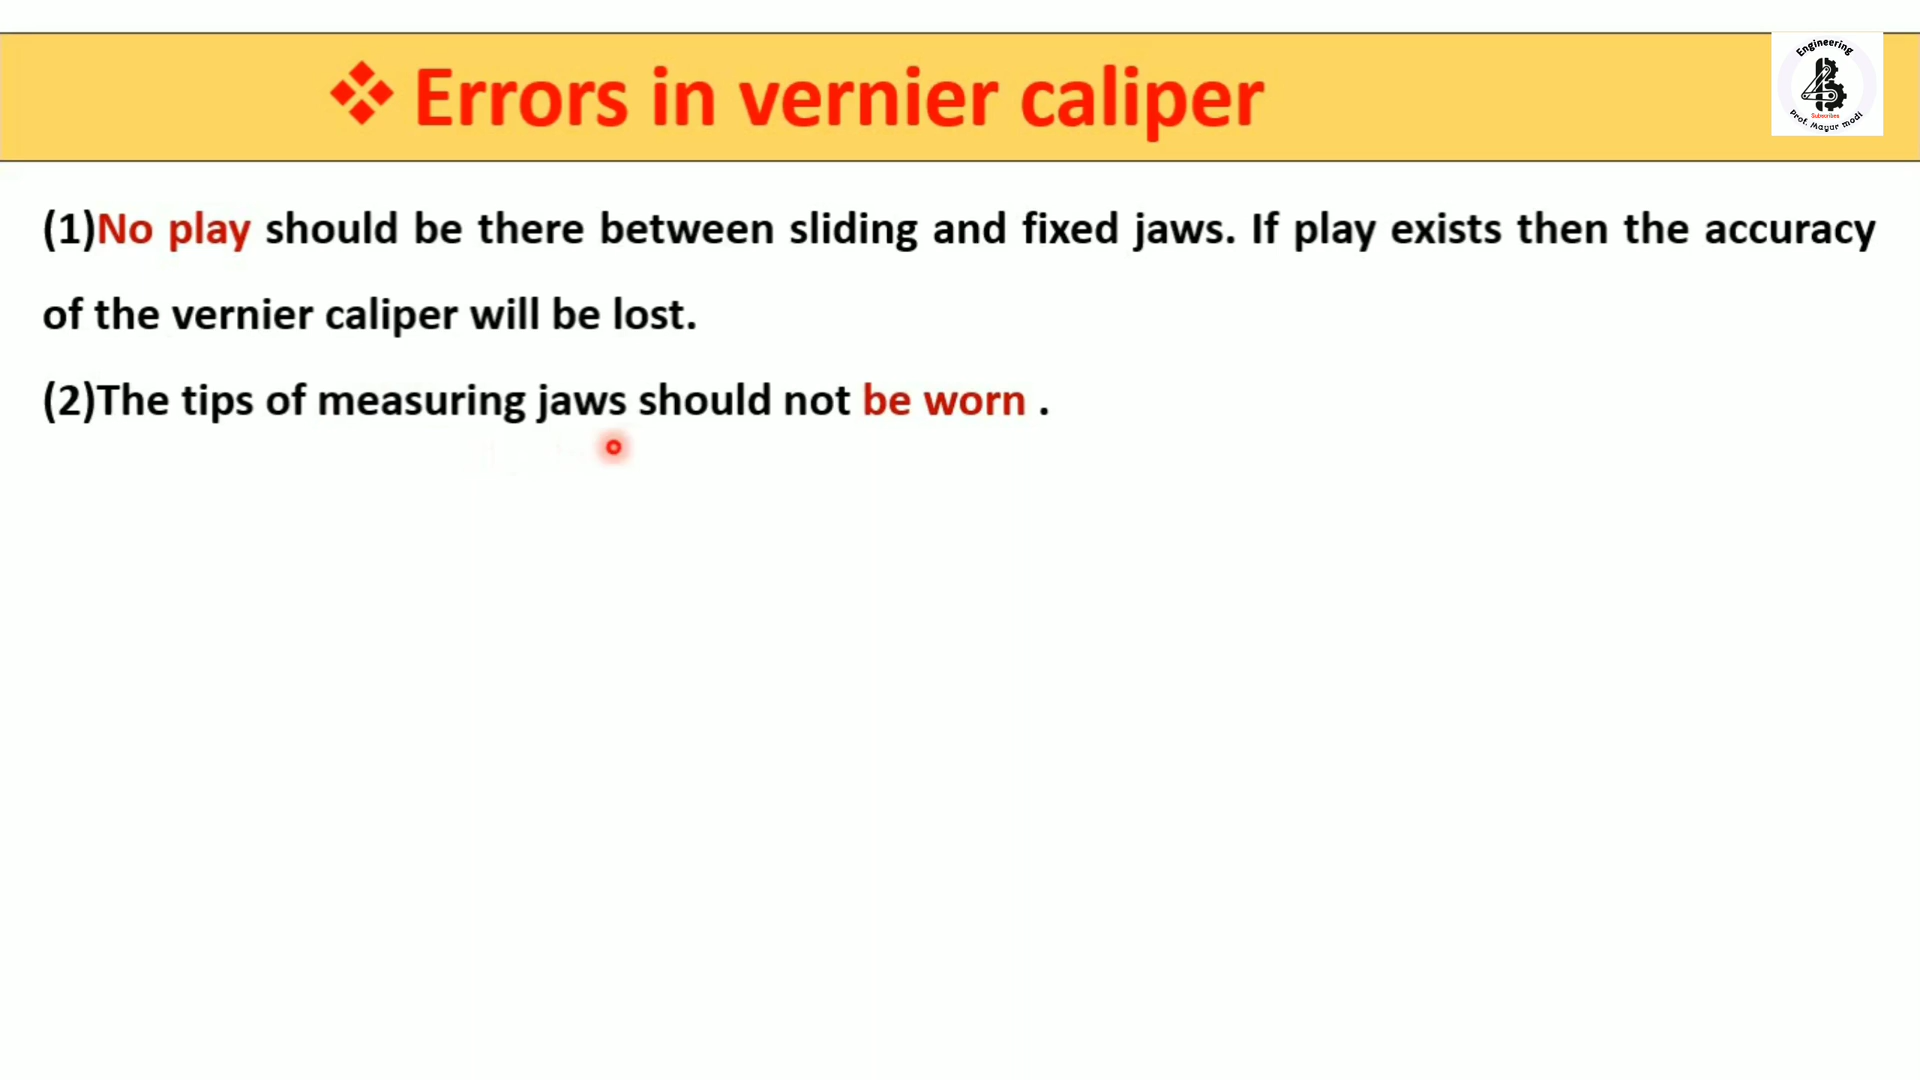 ❖ Errors in vernier caliper
Engineering
Subscribes
Prof. Mayur modi
(1)No play should be there between sliding and fixed jaws. If play exists then the accuracy
of the vernier caliper will be lost.
(2)The tips of measuring jaws should not be worn .